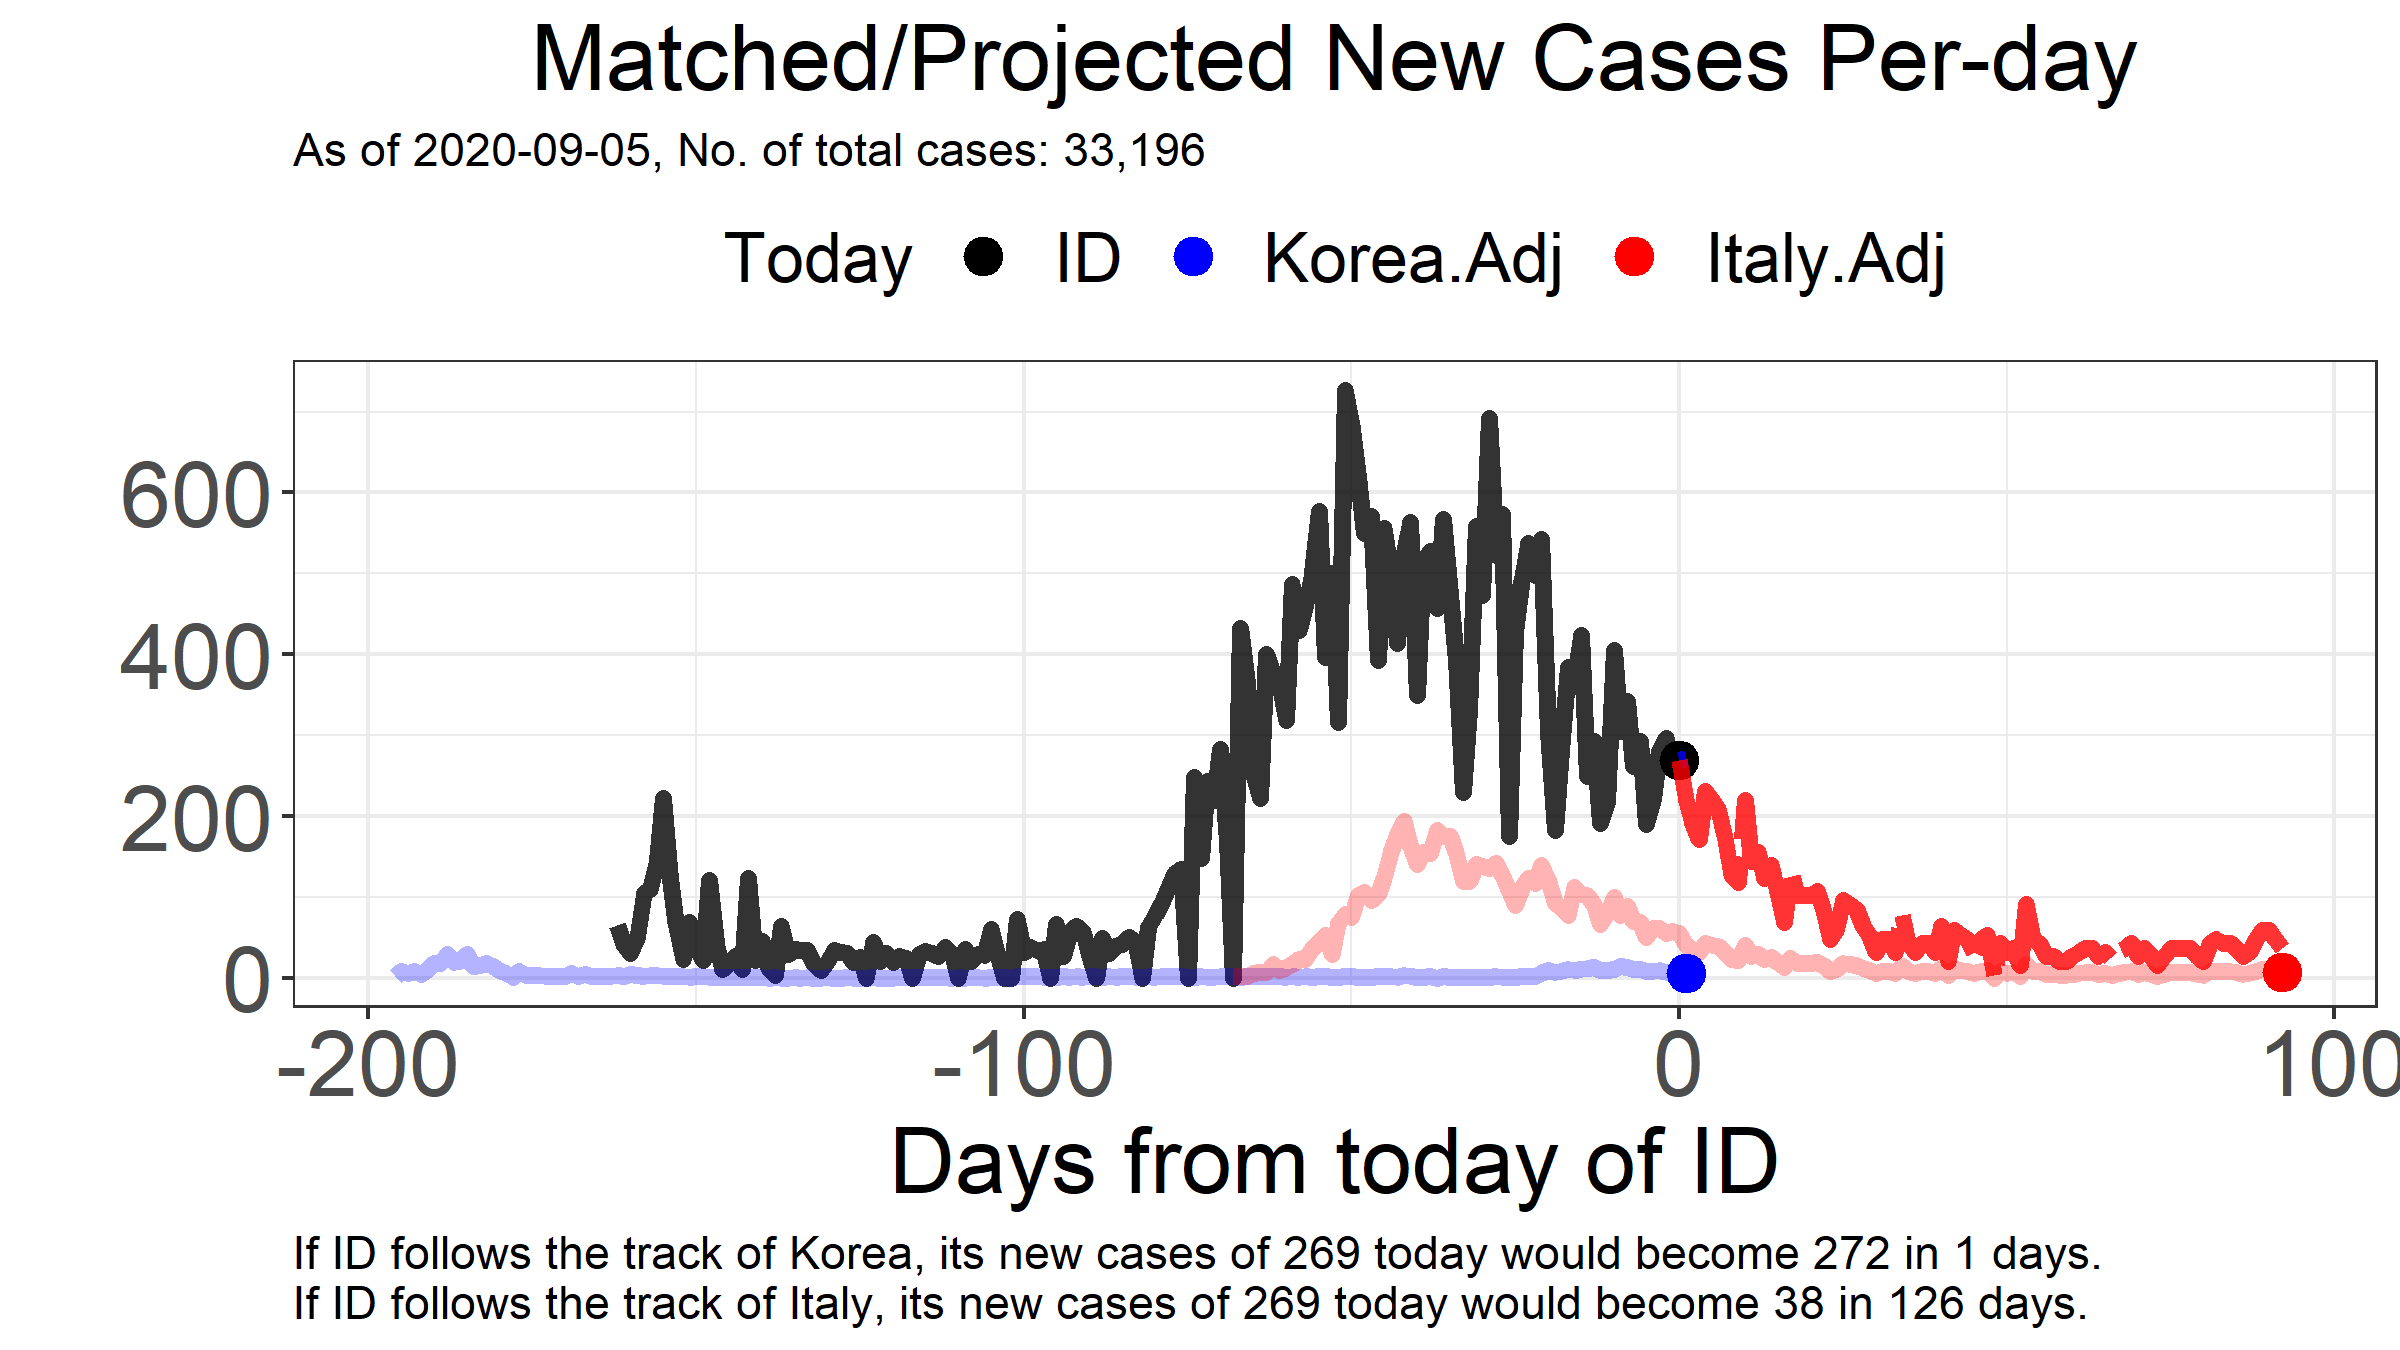 Matched/Projected New Cases Per-day
As of 2020-09-05, No. of total cases: 33,196
Today ID Korea.Adj Italy.Adj
600
400
200
0
-200 -100 0 100
Days from today of ID
If ID follows the track of Korea, its new cases of 269 today would become 272 in 1 days.
If ID follows the track of Italy, its new cases of 269 today would become 38 in 126 days.